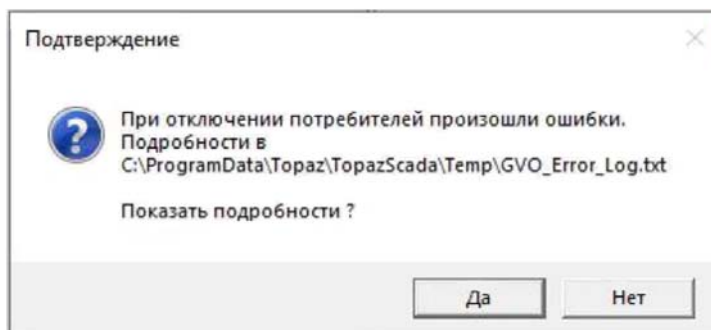 Подтверждение
При отключении потребителей произошли ошибки.
Подробности в
C:\ProgramData\Topaz\TopazScada\Temp\GVO_Error_Log.txt
Показать подробности ?
Да
Нет